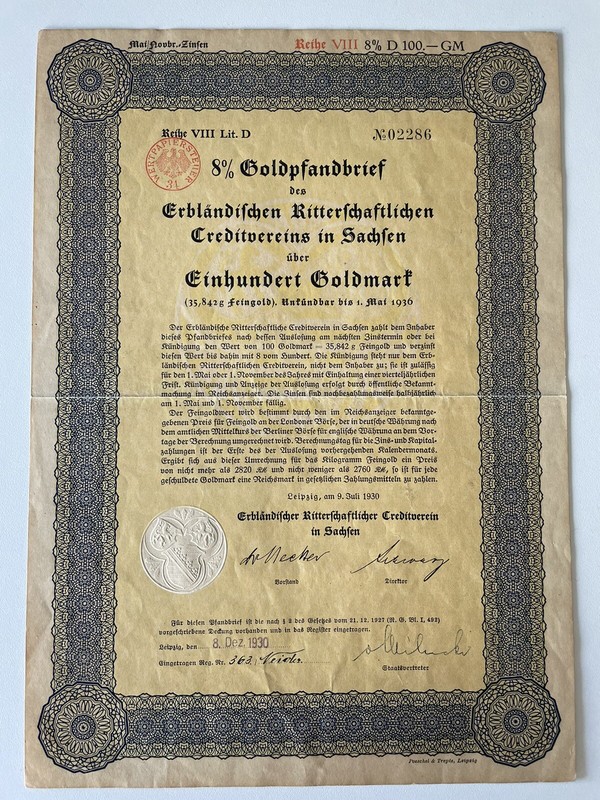 Mai/Novbr.-Zinsen
Reihe VIII 8% D 100.— GM
Reihe VIII Lit. D
№ 02286
WERTPAPIERSTEUER
31
8% Goldpfandbrief
des
Erbländischen Ritterschaftlichen
Creditvereins in Sachsen
über
Einhundert Goldmark
(35,842 g Feingold). Unkündbar bis 1. Mai 1936
Der Erbländische Ritterschaftliche Creditverein in Sachsen zahlt dem Inhaber
dieses Pfandbriefes nach dessen Auslosung am nächsten Zinstermin oder bei
Kündigung den Wert von 100 Goldmark = 35,842 g Feingold und verzinst
diesen Wert bis dahin mit 8 vom Hundert. Die Kündigung steht nur dem Erb-
ländischen Ritterschaftlichen Creditverein, nicht dem Inhaber zu; sie ist zulässig
für den 1. Mai oder 1. November des Jahres mit Einhaltung einer vierteljährlichen
Frist. Kündigung und Anzeige der Auslosung erfolgt durch öffentliche Bekannt-
machung im Reichsanzeiger. Die Zinsen sind nachbezahlungsweise halbjährlich
am 1. Mai und 1. November fällig.
Der Feingoldwert wird bestimmt durch den im Reichsanzeiger bekanntge-
gebenen Preis für Feingold an der Londoner Börse, der in deutsche Währung nach
dem amtlichen Mittelkurs der Berliner Börse für englische Währung an dem Vor-
tage der Berechnung umgerechnet wird. Berechnungstag für die Zins- und Kapital-
zahlungen ist der Erste des der Auslosung vorhergehenden Kalendermonats.
Ergibt sich aus dieser Umrechnung für das Kilogramm Feingold ein Preis
von nicht mehr als 2820 RM und nicht weniger als 2760 RM, so ist für jede
geschuldete Goldmark eine Reichsmark in gesetzlichen Zahlungsmitteln zu zahlen.
Leipzig, am 9. Juli 1930
Erbländischer Ritterschaftlicher Creditverein
in Sachsen
Vorstand
Direktor
Für diesen Pfandbrief ist die nach § 2 des Gesetzes vom 21. 12. 1927 (R. G. Bl. I, 492)
vorgeschriebene Deckung vorhanden und in das Register eingetragen.
Leipzig, den 8. Dez. 1930
Eingetragen Reg. Nr. 363.
Staatsvertreter
Poeschel & Trepte, Leipzig